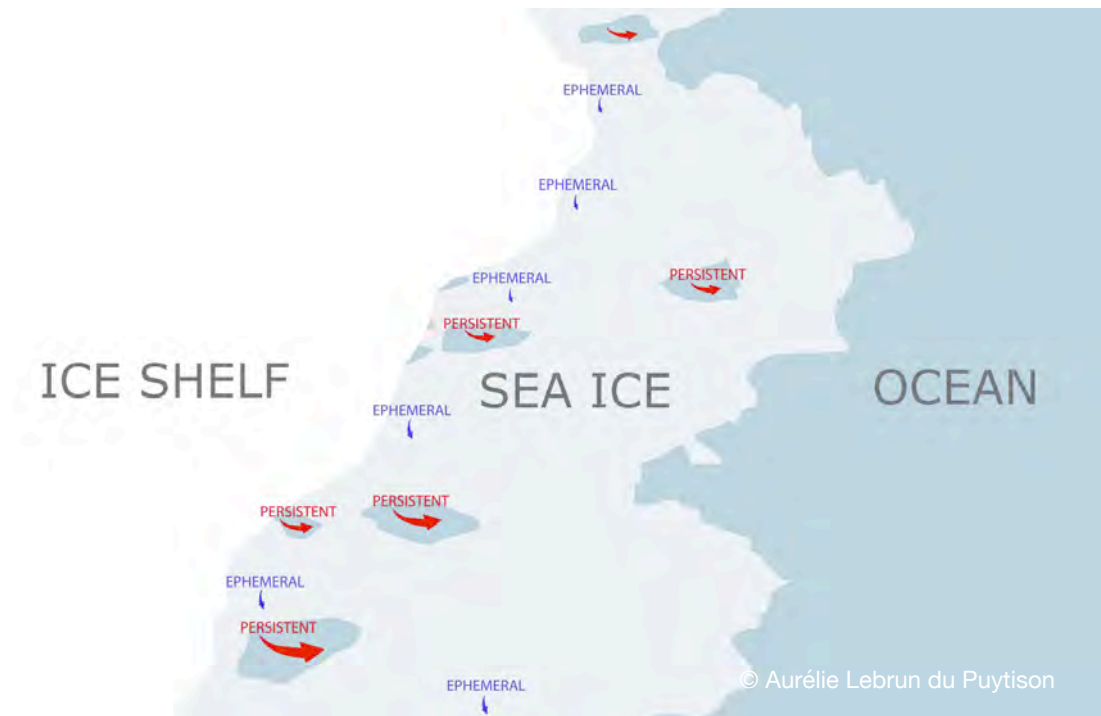 EPHEMERAL
EPHEMERAL
PERSISTENT
EPHEMERAL
PERSISTENT
ICE SHELF
SEA ICE
OCEAN
EPHEMERAL
PERSISTENT
PERSISTENT
EPHEMERAL
PERSISTENT
EPHEMERAL
© Aurélie Lebrun du Puytison